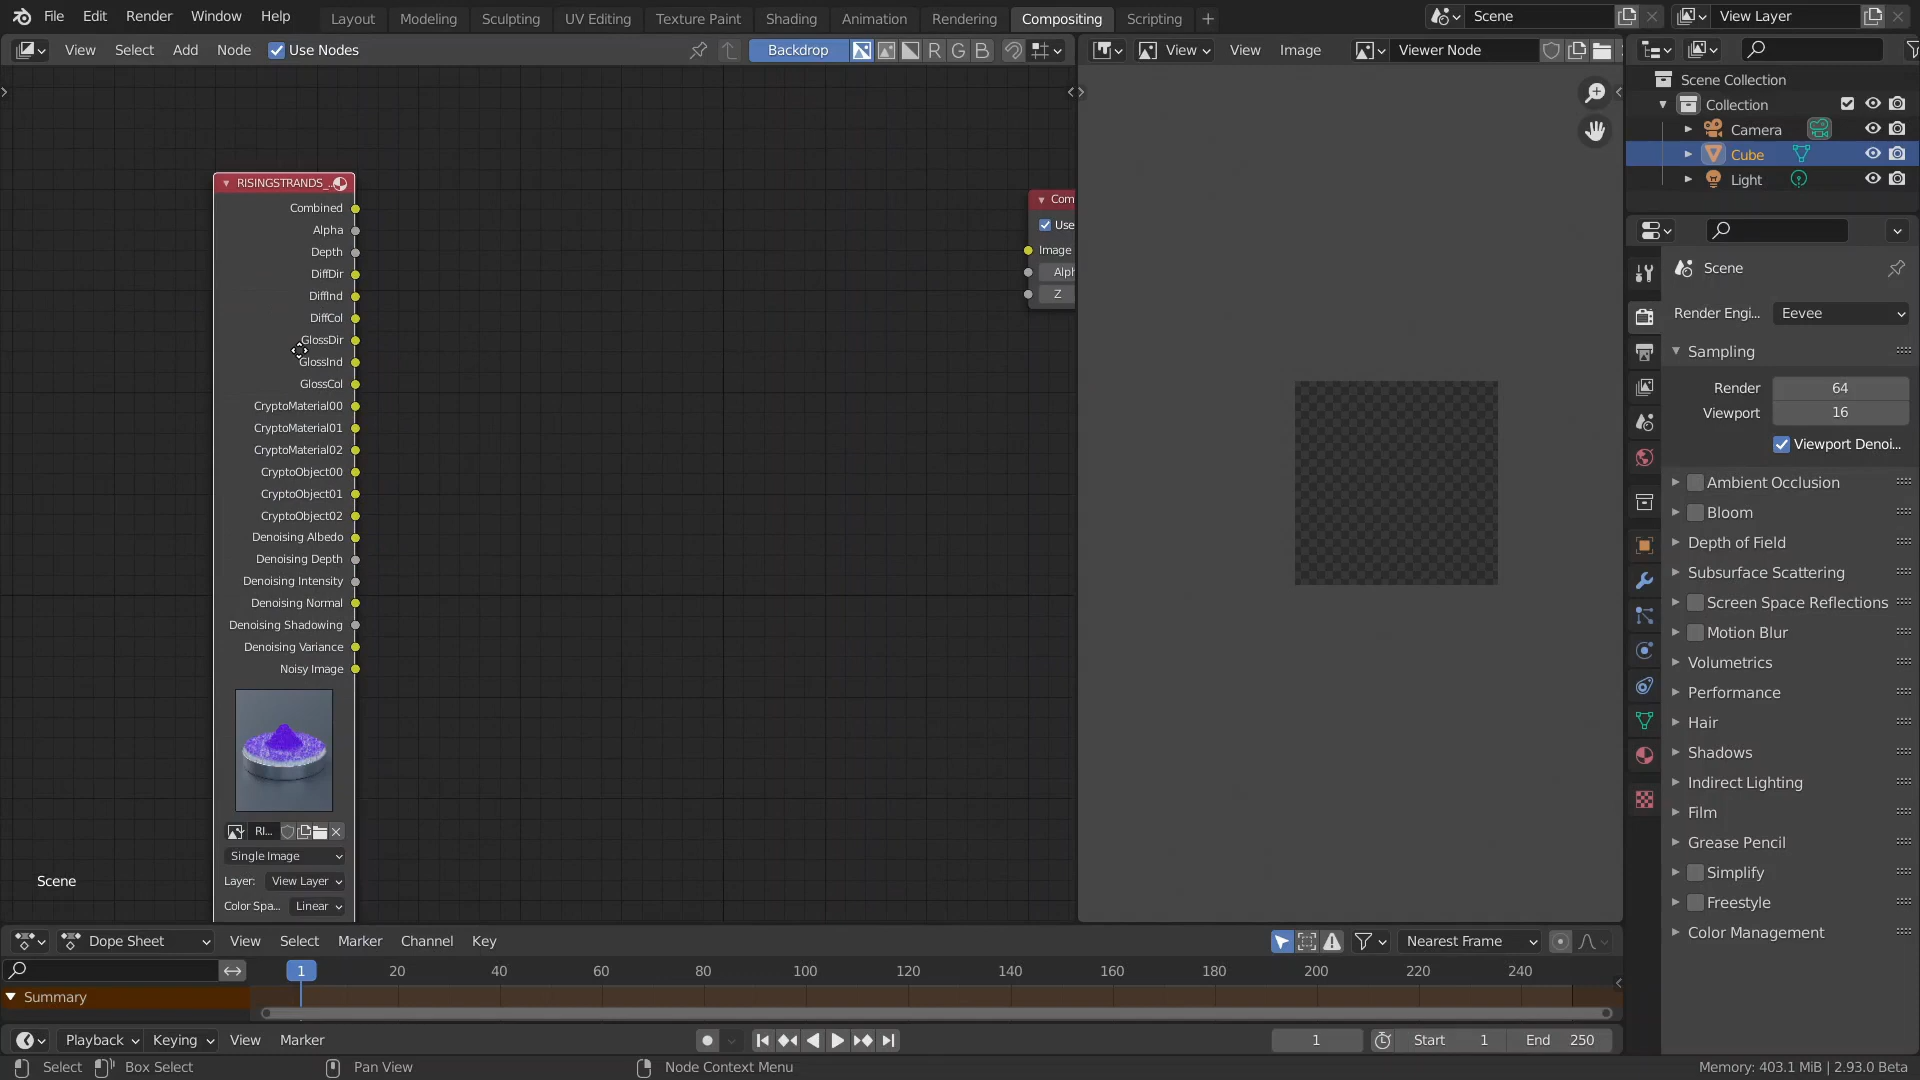 File Edit Render Window Help Layout Modeling Sculpting UV Editing Texture Paint Shading Animation Rendering Compositing Scripting + Scene View Layer
View Select Add Node Use Nodes Backdrop R G B View View Image Viewer Node
Scene Collection
Collection
Camera
Cube
Light
RISINGSTRANDS_...
Combined
Alpha
Depth
DiffDir
DiffInd
DiffCol
GlossDir
GlossInd
GlossCol
CryptoMaterial00
CryptoMaterial01
CryptoMaterial02
CryptoObject00
CryptoObject01
CryptoObject02
Denoising Albedo
Denoising Depth
Denoising Intensity
Denoising Normal
Denoising Shadowing
Denoising Variance
Noisy Image
RI...
Single Image
Layer: View Layer
Color Spa... Linear
Scene
Com
Use
Image
Alph
Z
Scene
Render Engi... Eevee
Sampling
Render 64
Viewport 16
Viewport Denoi...
Ambient Occlusion
Bloom
Depth of Field
Subsurface Scattering
Screen Space Reflections
Motion Blur
Volumetrics
Performance
Hair
Shadows
Indirect Lighting
Film
Grease Pencil
Simplify
Freestyle
Color Management
Dope Sheet View Select Marker Channel Key Nearest Frame
1 20 40 60 80 100 120 140 160 180 200 220 240
Summary
Playback Keying View Marker 1 Start 1 End 250
Select Box Select Pan View Node Context Menu Memory: 403.1 MiB | 2.93.0 Beta